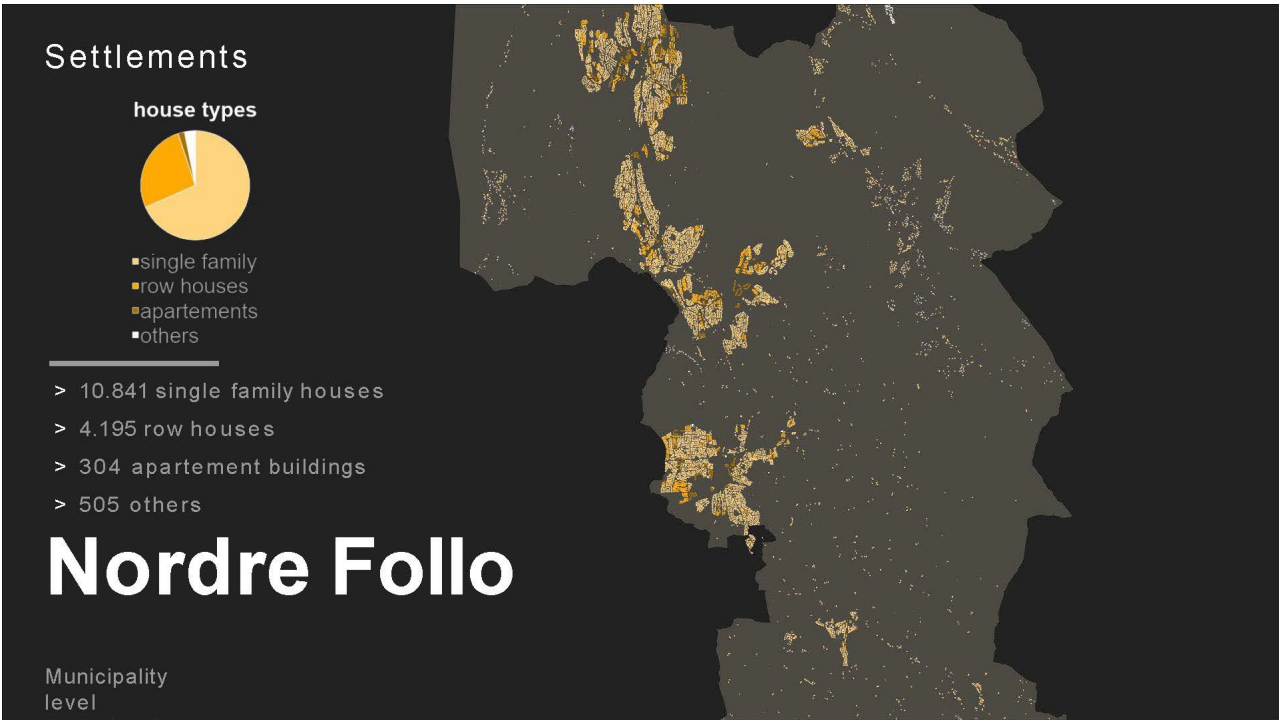 Settlements
house types
single family
row houses
apartements
others
> 10.841 single family houses
> 4.195 row houses
> 304 apartement buildings
> 505 others
Nordre Follo
Municipality
level